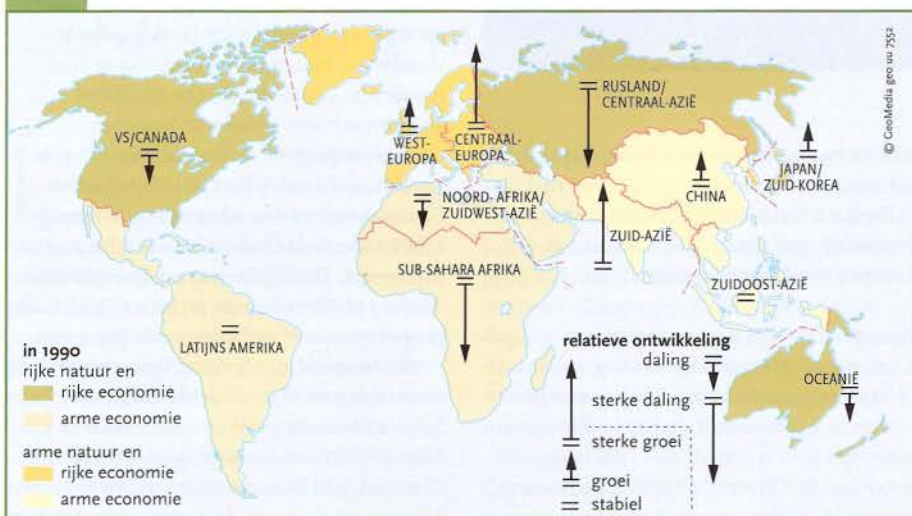 VS/CANADA
WEST-
EUROPA
CENTRAAL-
EUROPA
RUSLAND/
CENTRAAL-AZIË
NOORD-AFRIKA/
ZUIDWEST-AZIË
CHINA
JAPAN/
ZUID-KOREA
ZUID-AZIË
SUB-SAHARA AFRIKA
ZUIDOOST-AZIË
LATIJNS AMERIKA
OCEANIË
in 1990
rijke natuur en
rijke economie
arme economie
arme natuur en
rijke economie
arme economie
relatieve ontwikkeling
daling
sterke daling
sterke groei
groei
stabiel
© GeoMedia geo uu 7552